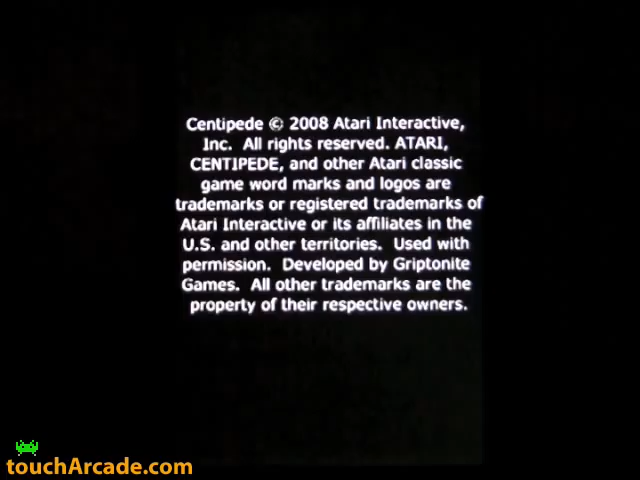 Centipede © 2008 Atari Interactive,
Inc.  All rights reserved. ATARI,
CENTIPEDE, and other Atari classic
game word marks and logos are
trademarks or registered trademarks of
Atari Interactive or its affiliates in the
U.S. and other territories.  Used with
permission.  Developed by Griptonite
Games.  All other trademarks are the
property of their respective owners.
touchArcade.com